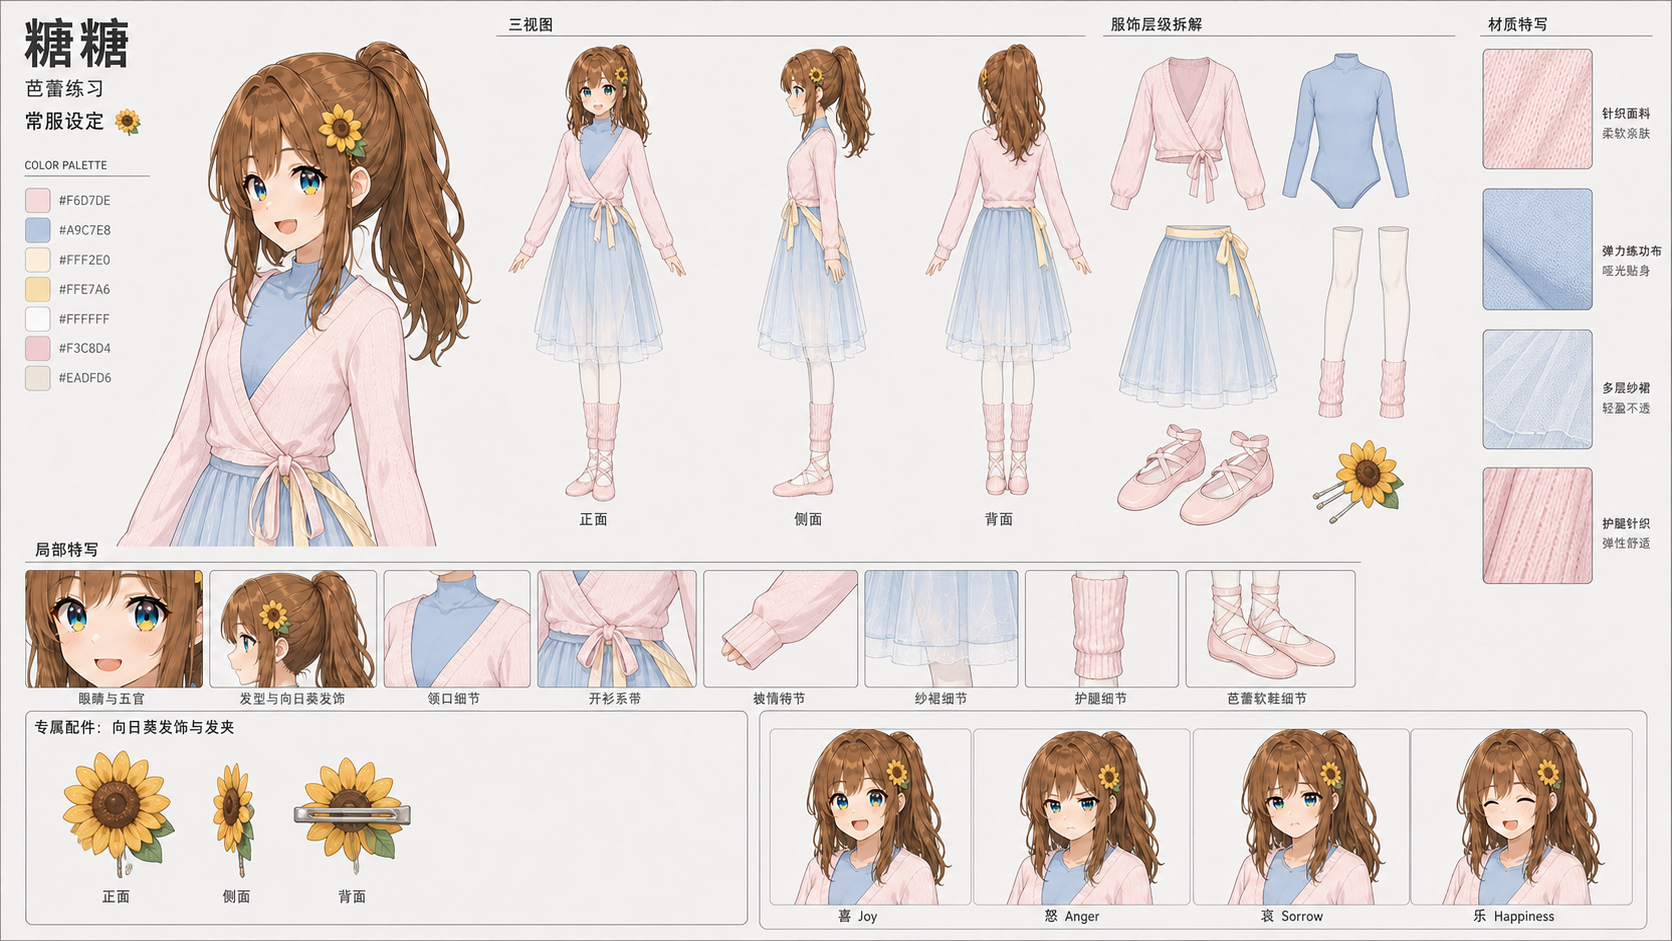 糖糖
芭蕾练习
常服设定
COLOR PALETTE
#F6D7DE
#A9C7E8
#FFF2E0
#FFE7A6
#FFFFFF
#F3C8D4
#EADFD6
三视图
正面
侧面
背面
服饰层级拆解
材质特写
针织面料
柔软亲肤
弹力练功布
哑光贴身
多层纱裙
轻盈不透
护腿针织
弹性舒适
局部特写
眼睛与五官
发型与向日葵发饰
领口细节
开衫系带
纱裙细节
护腿细节
芭蕾软鞋细节
专属配件：向日葵发饰与发夹
正面
侧面
背面
喜 Joy
怒 Anger
哀 Sorrow
乐 Happiness